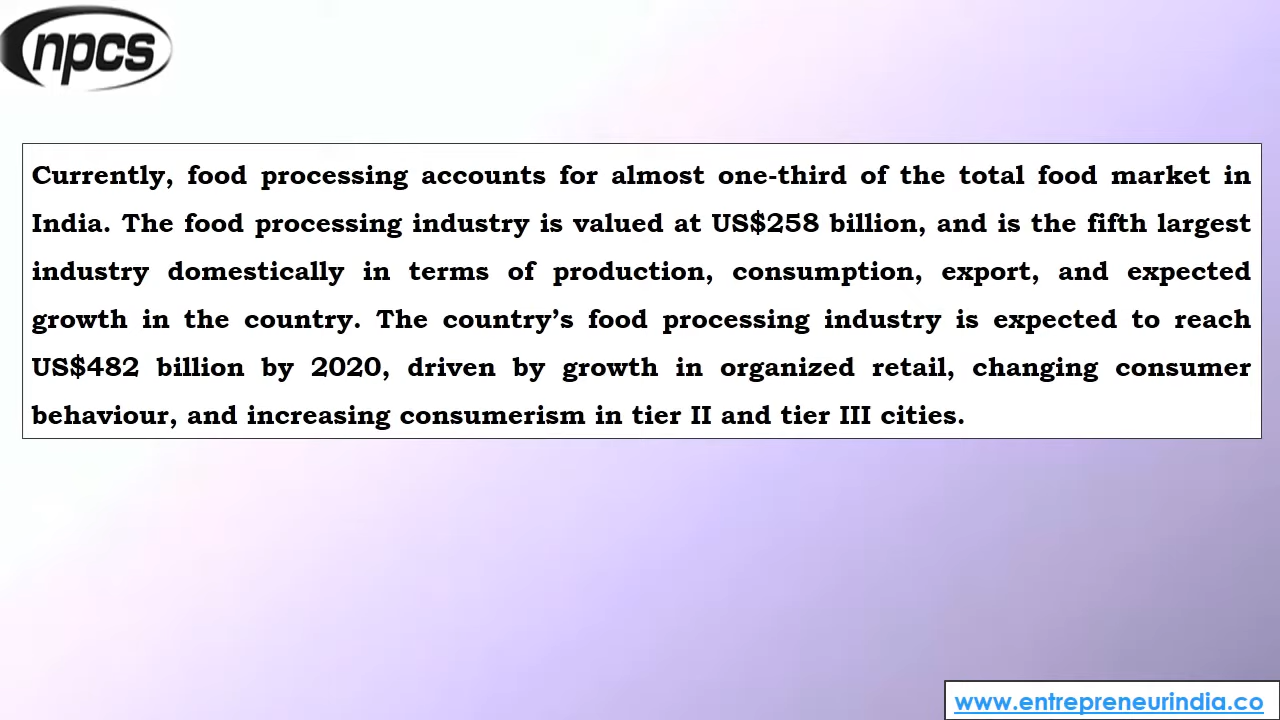 npcs
Currently, food processing accounts for almost one-third of the total food market in
India. The food processing industry is valued at US$258 billion, and is the fifth largest
industry domestically in terms of production, consumption, export, and expected
growth in the country. The country’s food processing industry is expected to reach
US$482 billion by 2020, driven by growth in organized retail, changing consumer
behaviour, and increasing consumerism in tier II and tier III cities.
www.entrepreneurindia.co